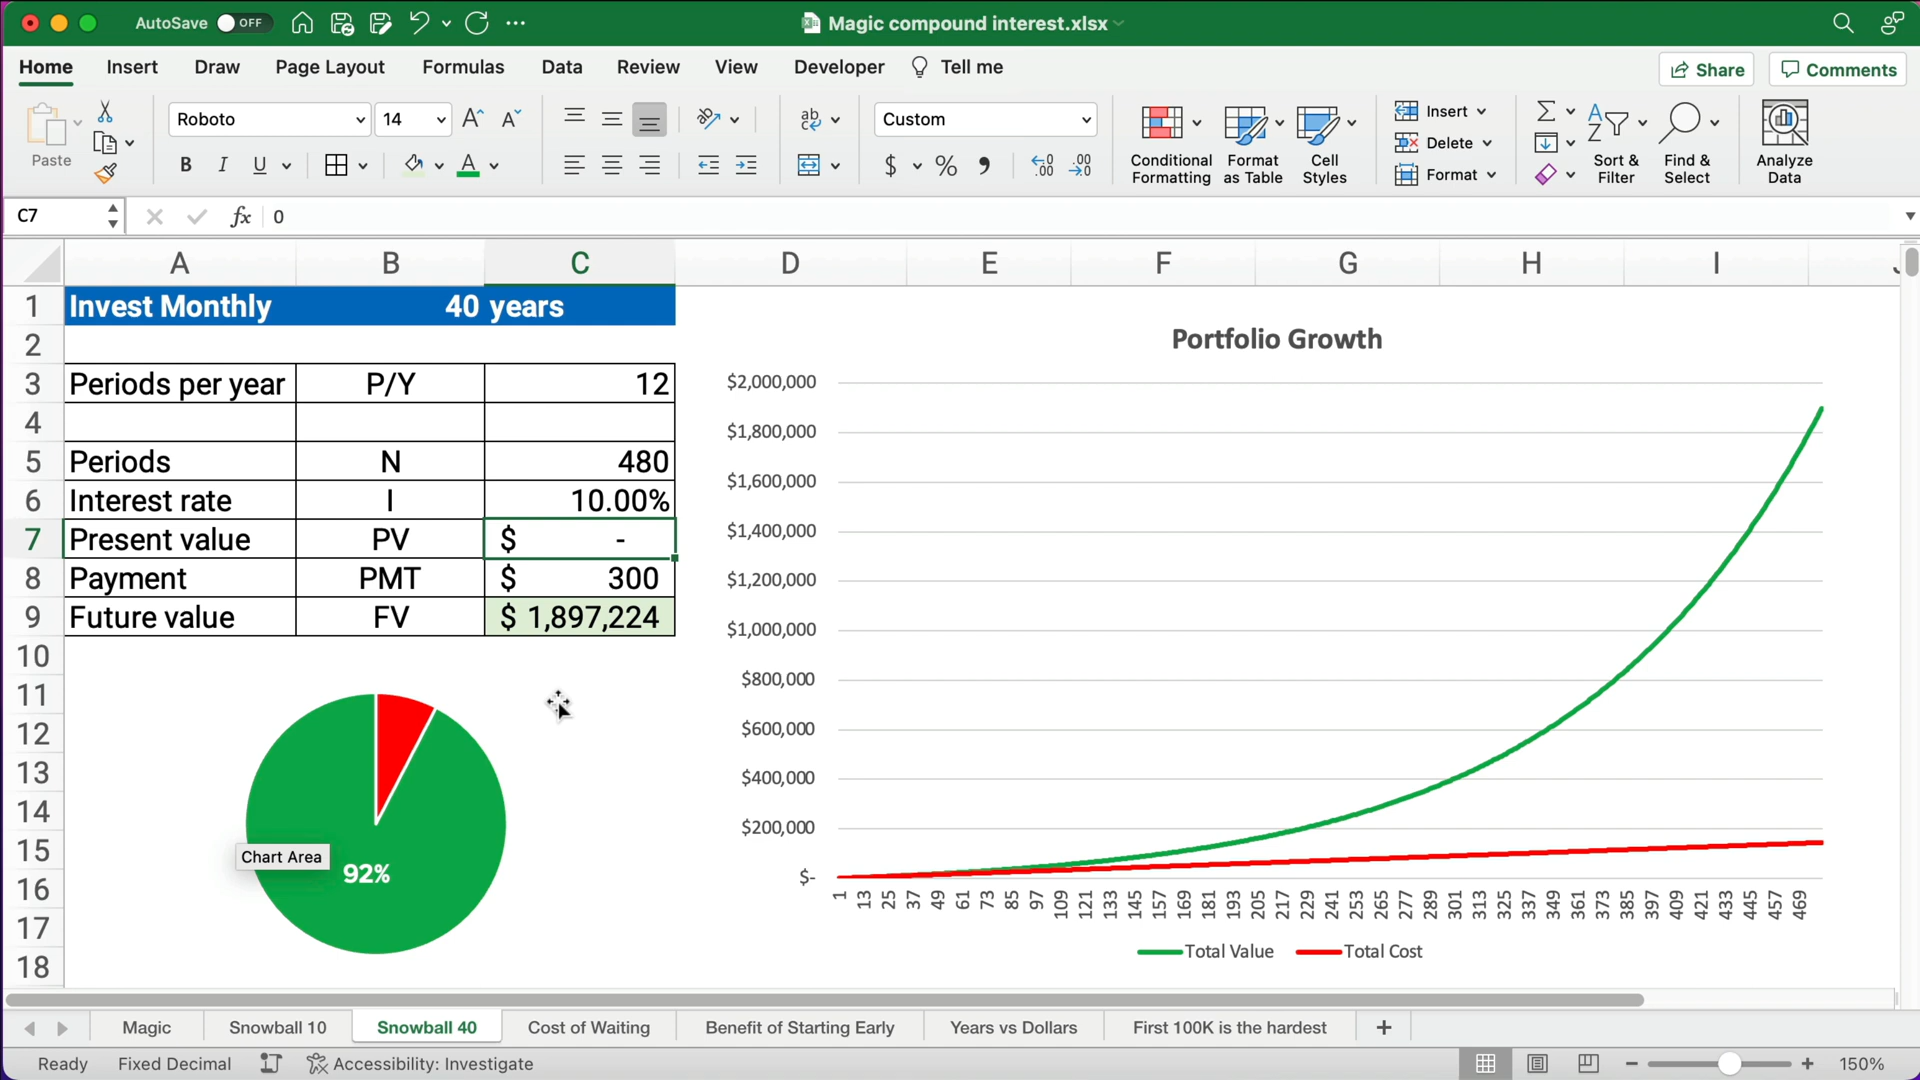 AutoSave OFF
Magic compound interest.xlsx
Home Insert Draw Page Layout Formulas Data Review View Developer Tell me
Share Comments
Paste
Roboto 14
B I U A
Custom
$ % 9
Conditional Formatting
Format as Table
Cell Styles
Insert
Delete
Format
Sort & Filter
Find & Select
Analyze Data
C7 fx 0
A B C D E F G H I
1 Invest Monthly 40 years
2
3 Periods per year P/Y 12
4
5 Periods N 480
6 Interest rate I 10.00%
7 Present value PV $ -
8 Payment PMT $ 300
9 Future value FV $ 1,897,224
10
11
12
13
14
15
16
17
18
Chart Area
92%
Portfolio Growth
$2,000,000
$1,800,000
$1,600,000
$1,400,000
$1,200,000
$1,000,000
$800,000
$600,000
$400,000
$200,000
$-
1 13 25 37 49 61 73 85 97 109 121 133 145 157 169 181 193 205 217 229 241 253 265 277 289 301 313 325 337 349 361 373 385 397 409 421 433 445 457 469
Total Value Total Cost
Magic Snowball 10 Snowball 40 Cost of Waiting Benefit of Starting Early Years vs Dollars First 100K is the hardest +
Ready Fixed Decimal Accessibility: Investigate
150%